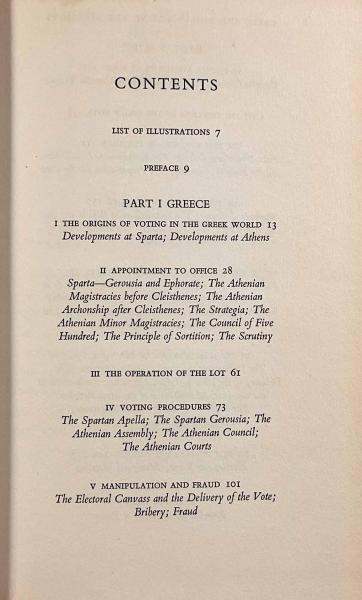 CONTENTS
LIST OF ILLUSTRATIONS 7
PREFACE 9
PART I GREECE
I THE ORIGINS OF VOTING IN THE GREEK WORLD 13
Developments at Sparta; Developments at Athens
II APPOINTMENT TO OFFICE 28
Sparta—Gerousia and Ephorate; The Athenian
Magistracies before Cleisthenes; The Athenian
Archonship after Cleisthenes; The Strategia; The
Athenian Minor Magistracies; The Council of Five
Hundred; The Principle of Sortition; The Scrutiny
III THE OPERATION OF THE LOT 61
IV VOTING PROCEDURES 73
The Spartan Apella; The Spartan Gerousia; The
Athenian Assembly; The Athenian Council;
The Athenian Courts
V MANIPULATION AND FRAUD 101
The Electoral Canvass and the Delivery of the Vote;
Bribery; Fraud